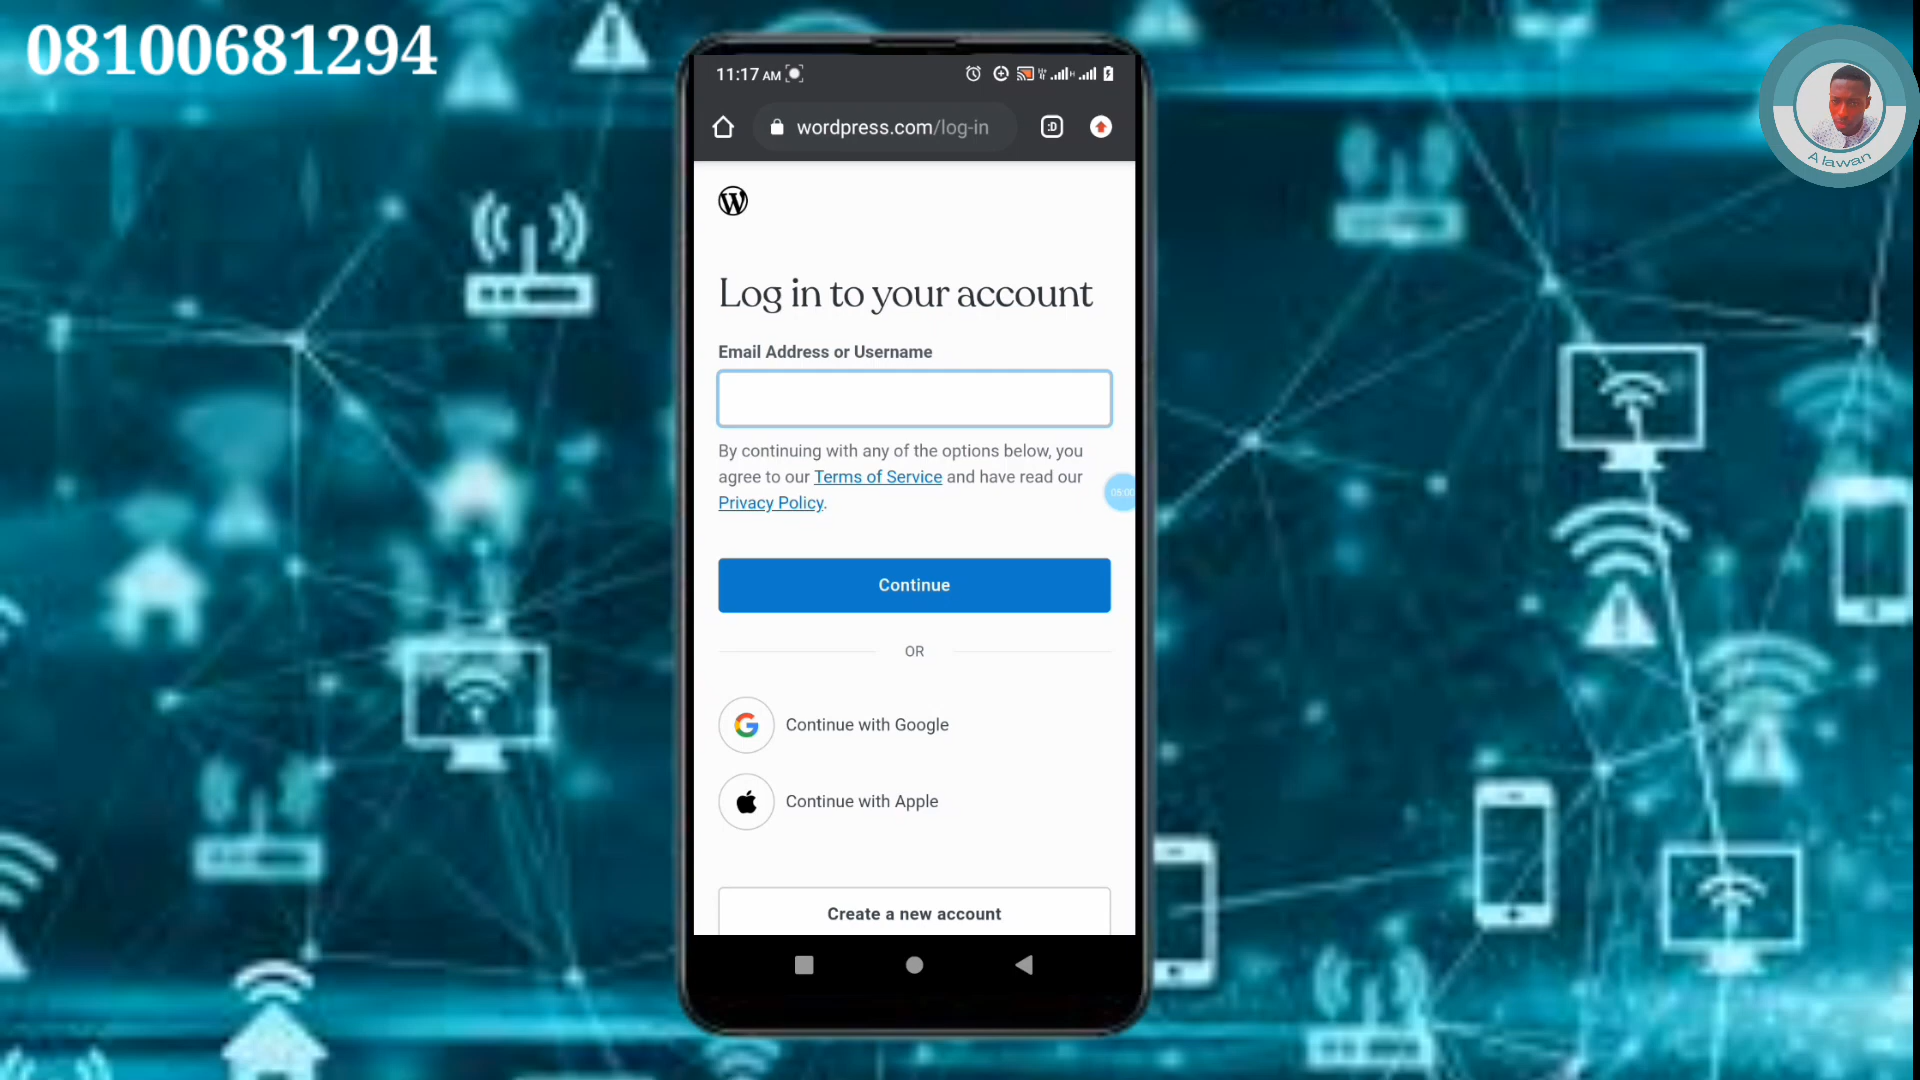 08100681294
11:17 AM
wordpress.com/log-in
:D
A lawan
Log in to your account
Email Address or Username
By continuing with any of the options below, you
agree to our Terms of Service and have read our
Privacy Policy.
05:00
Continue
OR
Continue with Google
Continue with Apple
Create a new account